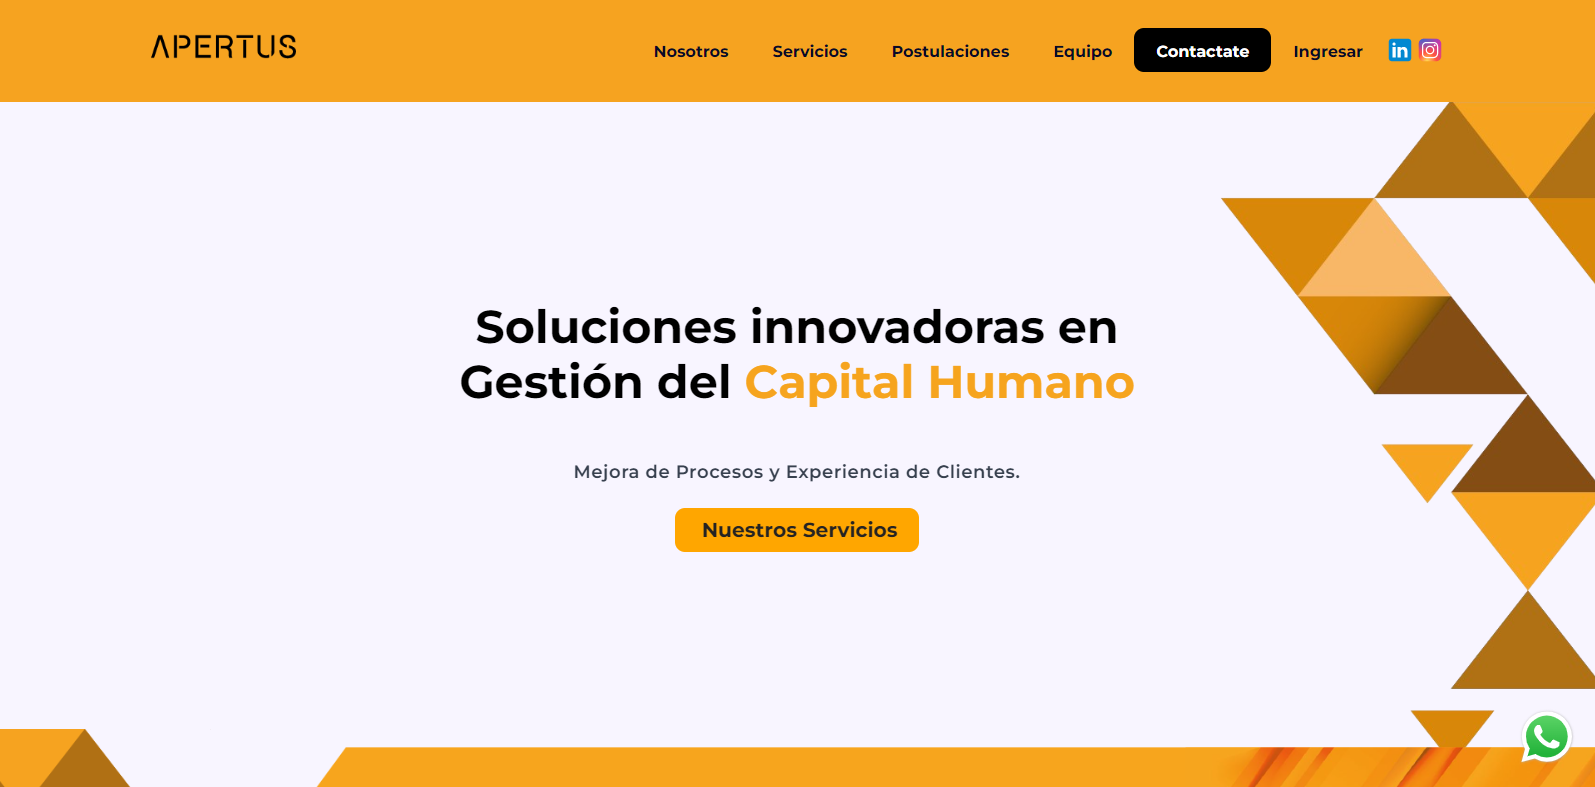 APERTUS
Nosotros Servicios Postulaciones Equipo Contactate Ingresar in
Soluciones innovadoras en
Gestión del Capital Humano
Mejora de Procesos y Experiencia de Clientes.
Nuestros Servicios